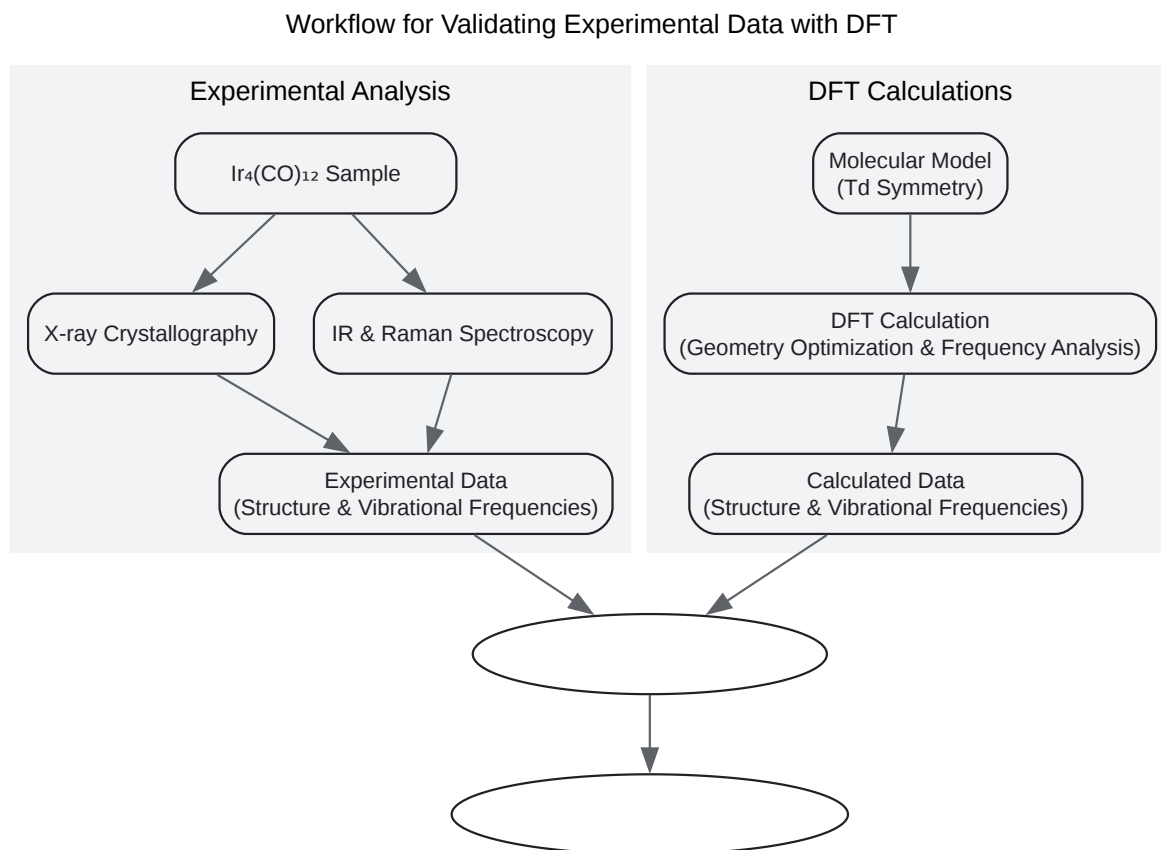 Workflow for Validating Experimental Data with DFT
Experimental Analysis
Ir₄(CO)₁₂ Sample
X-ray Crystallography
IR & Raman Spectroscopy
Experimental Data
(Structure & Vibrational Frequencies)
DFT Calculations
Molecular Model
(Td Symmetry)
DFT Calculation
(Geometry Optimization & Frequency Analysis)
Calculated Data
(Structure & Vibrational Frequencies)